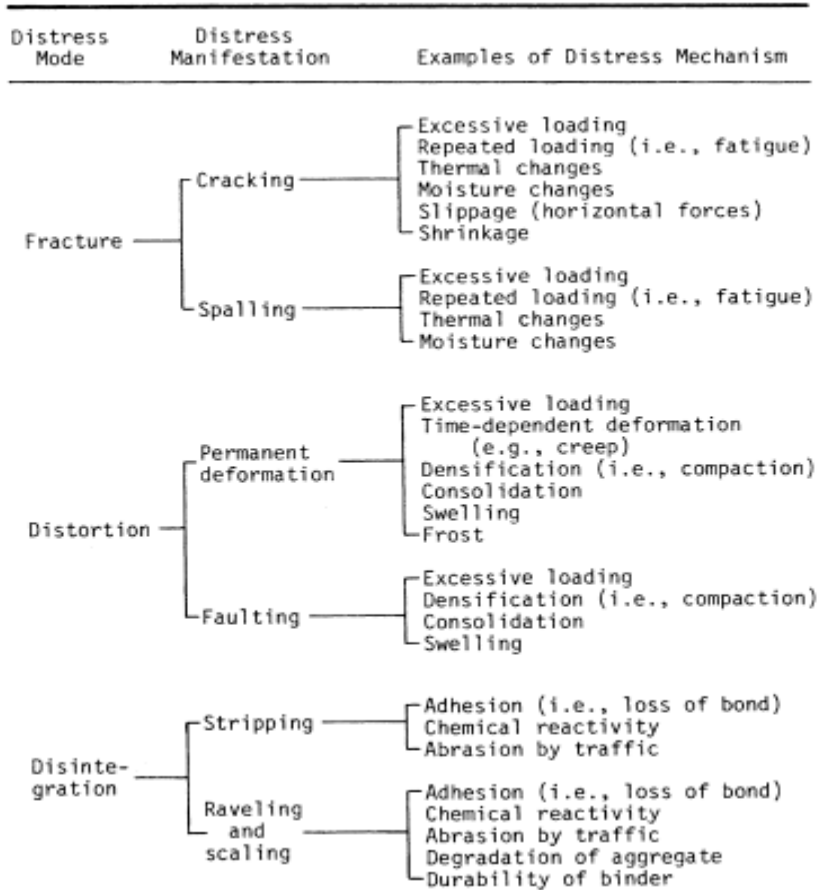 Distress Mode
Distress Manifestation
Examples of Distress Mechanism
Fracture
Cracking
Excessive loading
Repeated loading (i.e., fatigue)
Thermal changes
Moisture changes
Slippage (horizontal forces)
Shrinkage
Spalling
Excessive loading
Repeated loading (i.e., fatigue)
Thermal changes
Moisture changes
Distortion
Permanent
deformation
Excessive loading
Time-dependent deformation
(e.g., creep)
Densification (i.e., compaction)
Consolidation
Swelling
Frost
Faulting
Excessive loading
Densification (i.e., compaction)
Consolidation
Swelling
Disinte-
gration
Stripping
Adhesion (i.e., loss of bond)
Chemical reactivity
Abrasion by traffic
Raveling
and
scaling
Adhesion (i.e., loss of bond)
Chemical reactivity
Abrasion by traffic
Degradation of aggregate
Durability of binder